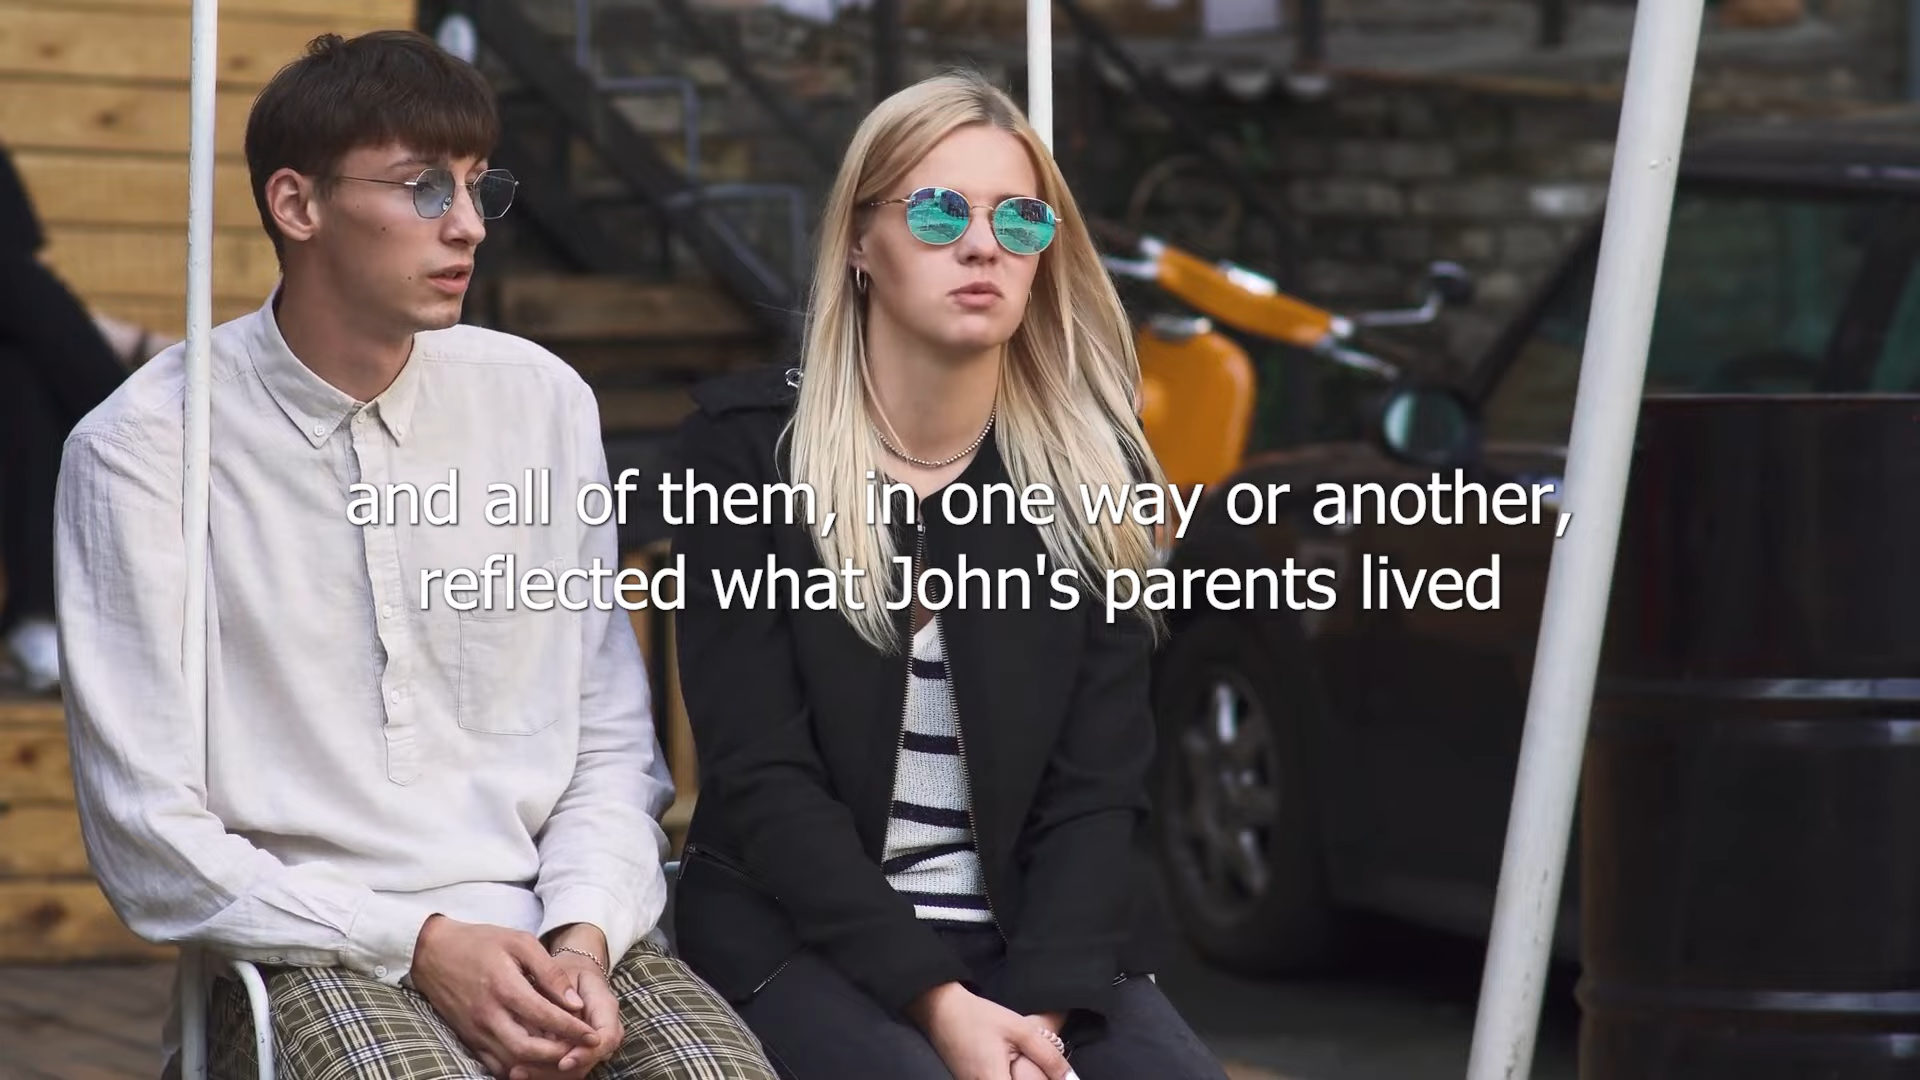 and all of them, in one way or another,
reflected what John's parents lived